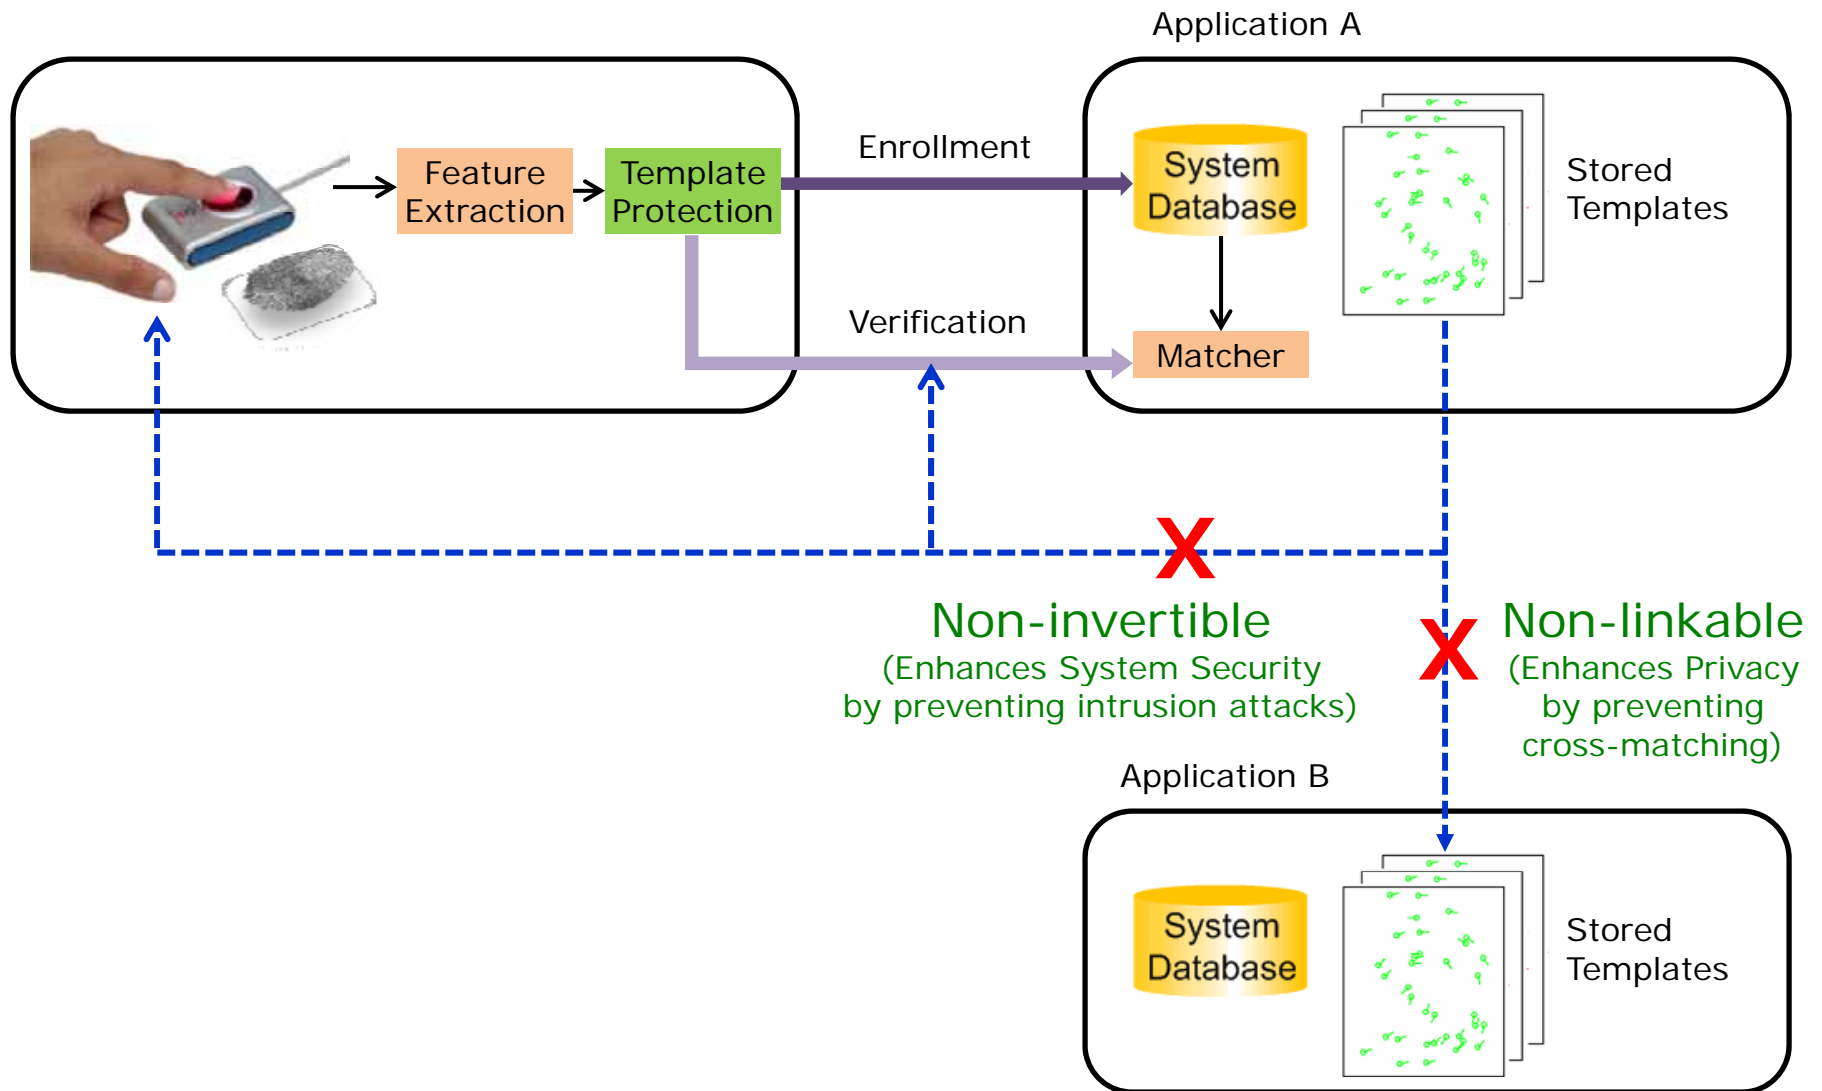 Application A
Feature
Extraction
Template
Protection
Enrollment
System
Database
Stored
Templates
Verification
Matcher
Non-invertible
(Enhances System Security
by preventing intrusion attacks)
Non-linkable
(Enhances Privacy
by preventing
cross-matching)
X
X
Application B
System
Database
Stored
Templates